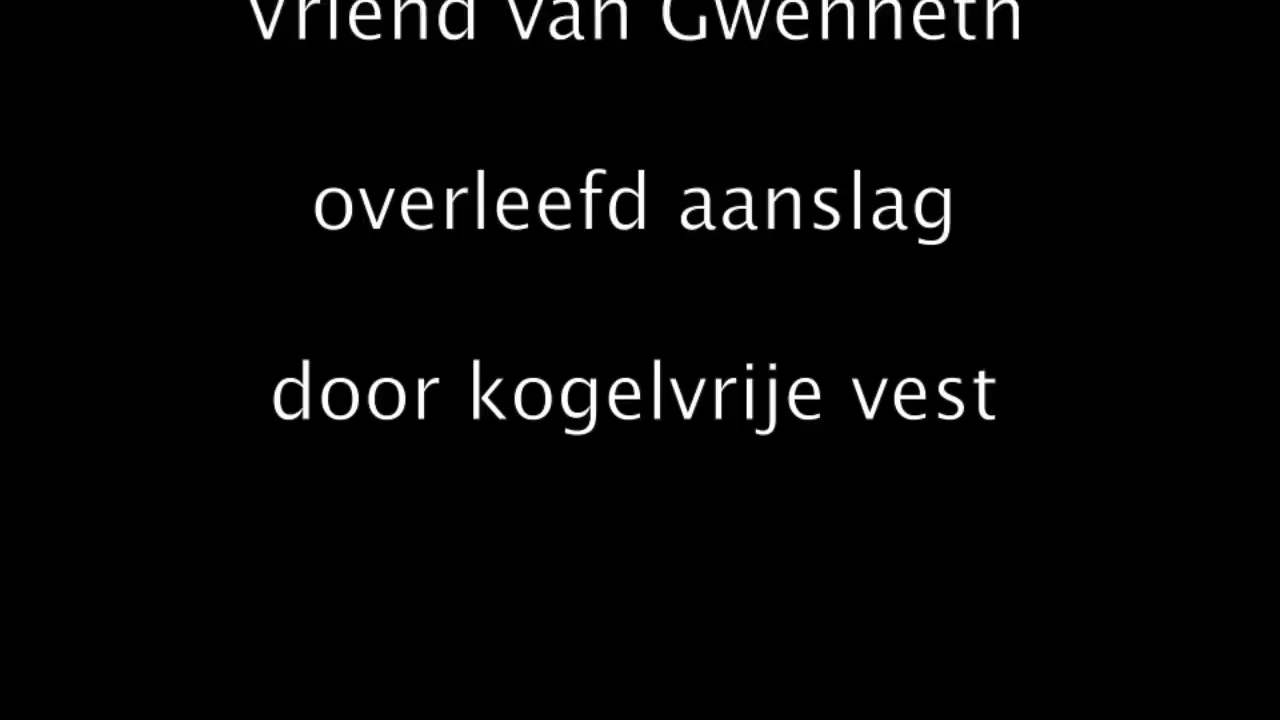 Vriend van Gwenneth
overleefd aanslag
door kogelvrije vest